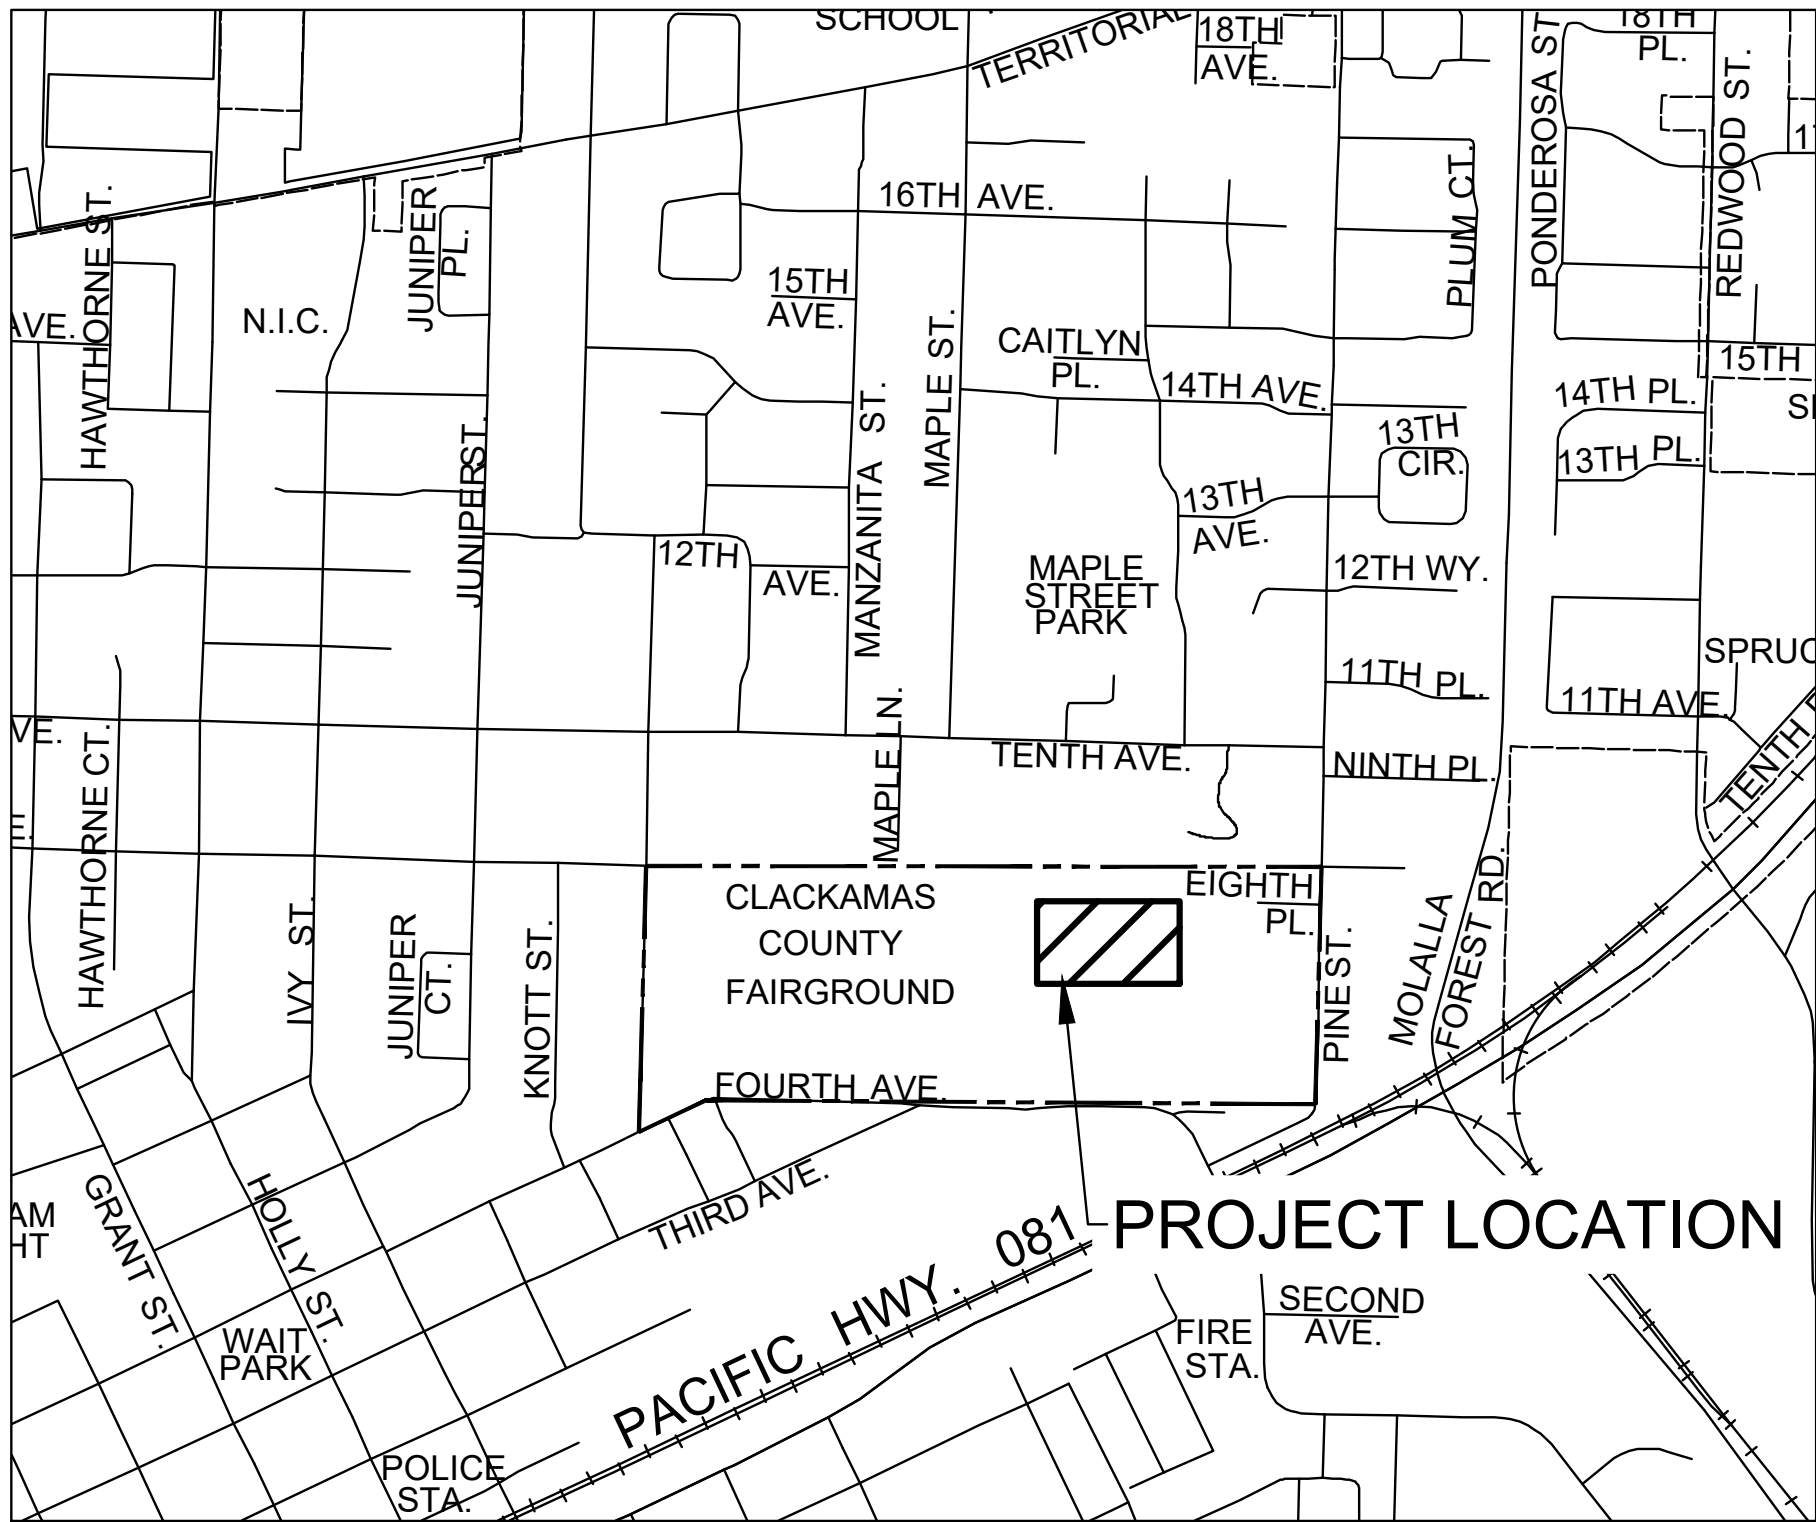 SCHOOL
TERRITORIAL
18TH
AVE.
PONDEROSA ST
18TH
PL.
REDWOOD ST.
HAWTHORNE ST.
JUNIPER
PL.
16TH AVE.
PLUM CT.
15TH
AVE.
N.I.C.
AVE.
MAPLE ST.
CAITLYN
PL.
14TH AVE.
15TH
14TH PL.
13TH
CIR.
13TH PL.
JUNIPER ST.
MANZANITA ST.
13TH
AVE.
12TH
AVE.
MAPLE
STREET
PARK
12TH WY.
11TH PL.
11TH AVE.
VE.
HAWTHORNE CT.
MAPLE LN.
TENTH AVE.
NINTH PL.
TENTH
E.
CLACKAMAS
COUNTY
FAIRGROUND
EIGHTH
PL.
IVY ST.
JUNIPER
CT.
KNOTT ST.
PINE ST.
MOLALLA
FOREST RD.
FOURTH AVE.
GRANT ST.
HOLLY ST.
THIRD AVE.
AM
HT
PROJECT LOCATION
PACIFIC HWY. 081
WAIT
PARK
SECOND
AVE.
FIRE
STA.
POLICE
STA.